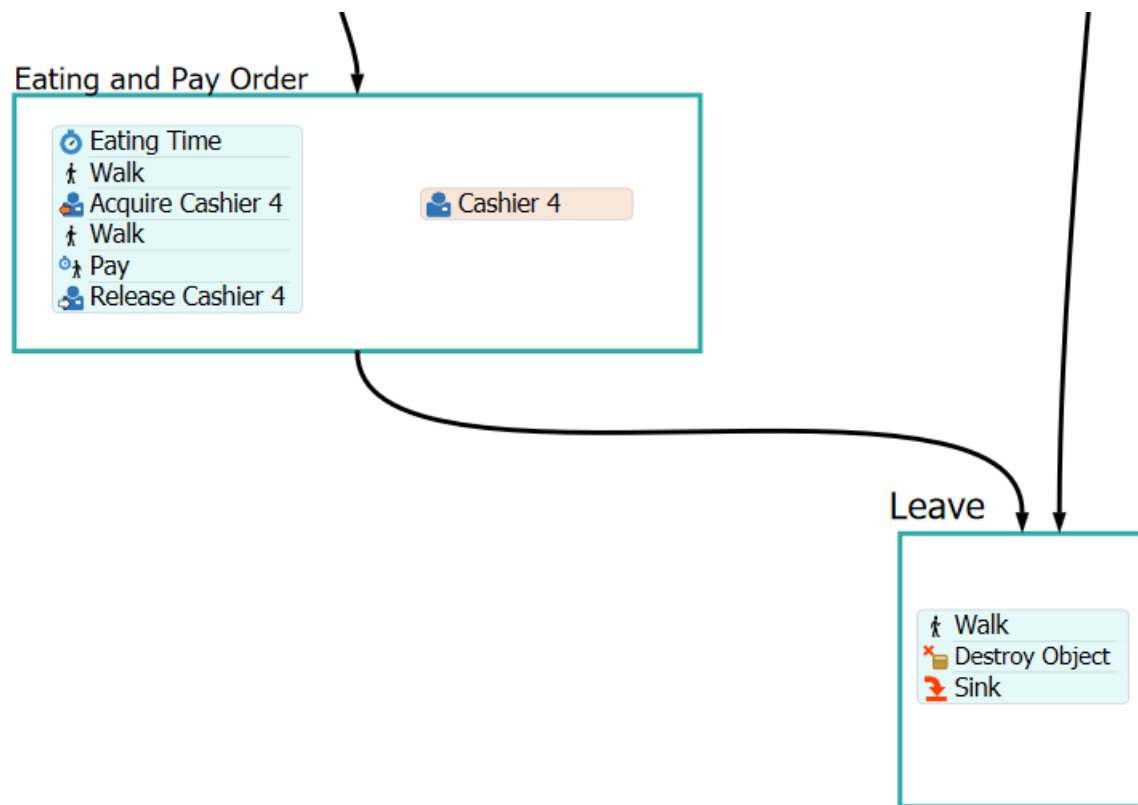 Eating and Pay Order
Eating Time
Walk
Acquire Cashier 4
Walk
Pay
Release Cashier 4
Cashier 4
Leave
Walk
Destroy Object
Sink